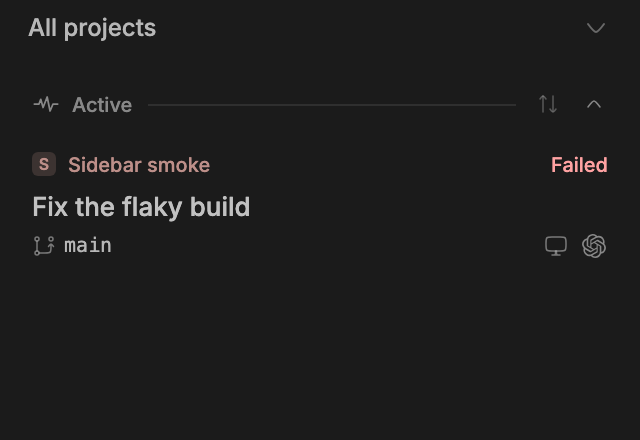 All projects
Active
S Sidebar smoke Failed
Fix the flaky build
main